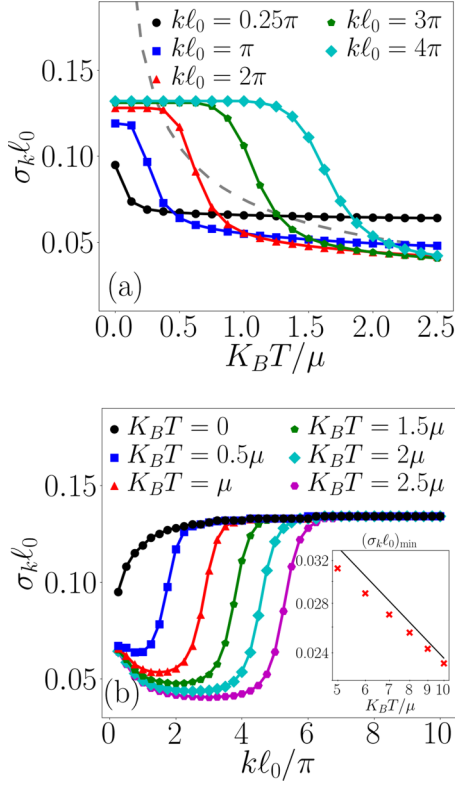 kℓ₀ = 0.25π
kℓ₀ = π
kℓ₀ = 2π
kℓ₀ = 3π
kℓ₀ = 4π
0.15
0.10
0.05
σₖℓ₀
(a)
0.0 0.5 1.0 1.5 2.0 2.5
K_BT/μ
K_BT = 0
K_BT = 0.5μ
K_BT = μ
K_BT = 1.5μ
K_BT = 2μ
K_BT = 2.5μ
0.15
0.10
0.05
σₖℓ₀
(σₖℓ₀)min
0.032
0.028
0.024
5 6 7 8 9 10
K_BT/μ
(b)
0 2 4 6 8 10
kℓ₀/π